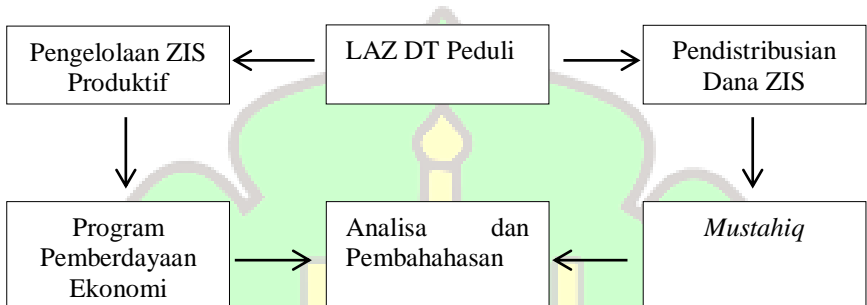 Pengelolaan ZIS
Produktif
LAZ DT Peduli
Pendistribusian
Dana ZIS
Program
Pemberdayaan
Ekonomi
Analisa dan
Pembahahasan
Mustahiq